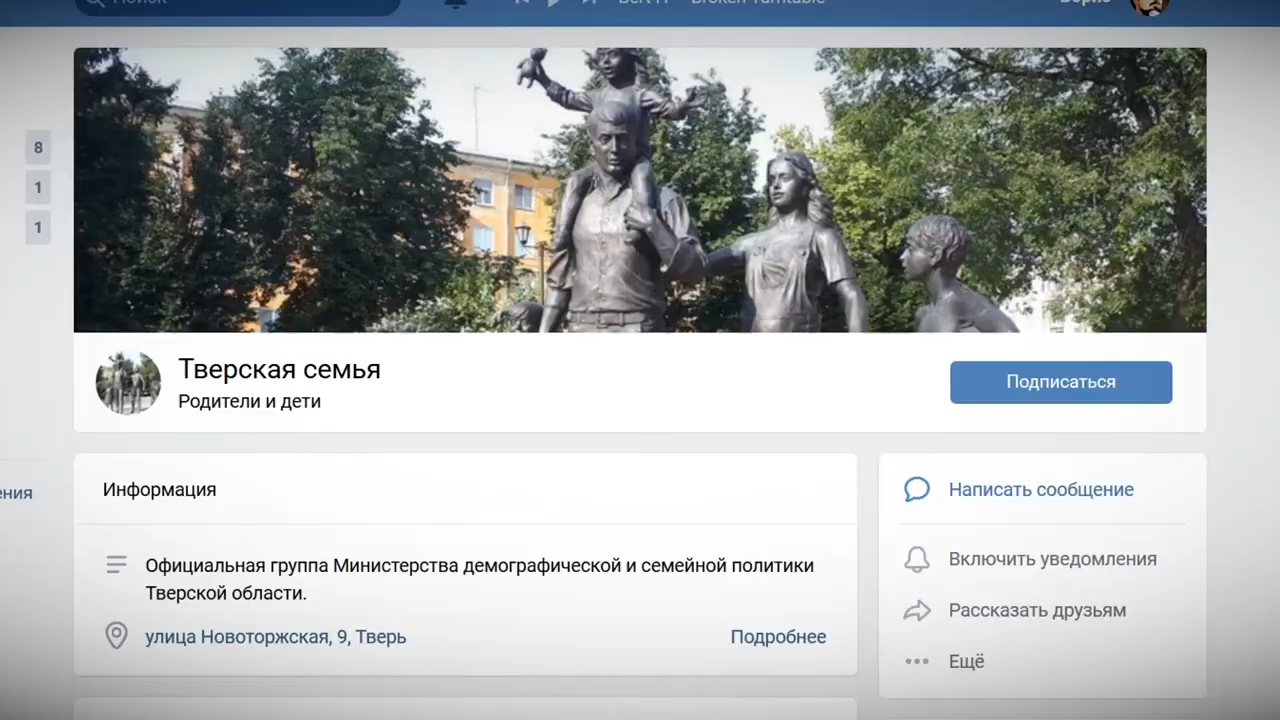 8
1
1
Тверская семья
Родители и дети
Подписаться
Информация
Написать сообщение
Официальная группа Министерства демографической и семейной политики
Тверской области.
Включить уведомления
Рассказать друзьям
улица Новоторжская, 9, Тверь
Подробнее
Ещё